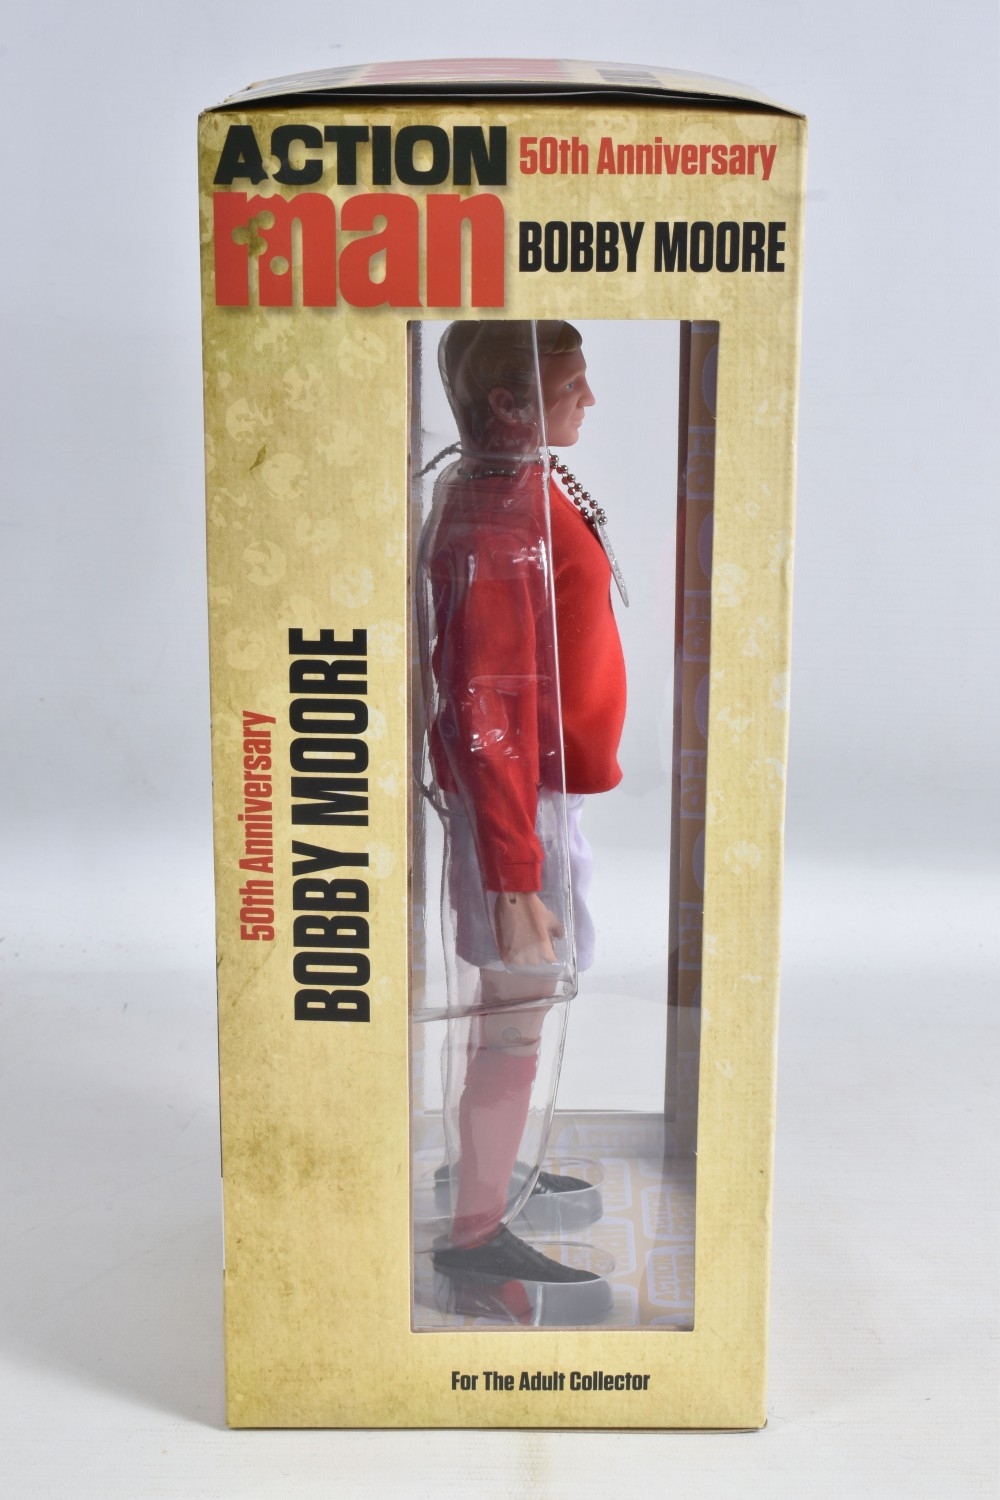 ACTION
man
50th Anniversary
BOBBY MOORE
50th Anniversary
BOBBY MOORE
For The Adult Collector